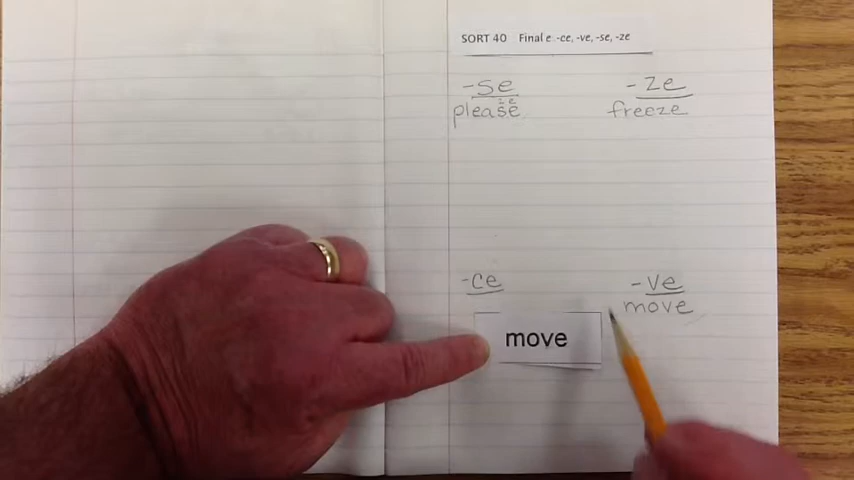 SORT 40 Final e -ce, -ve, -se, -ze
-se
please
-ze
freeze
-ce
-ve
move
move